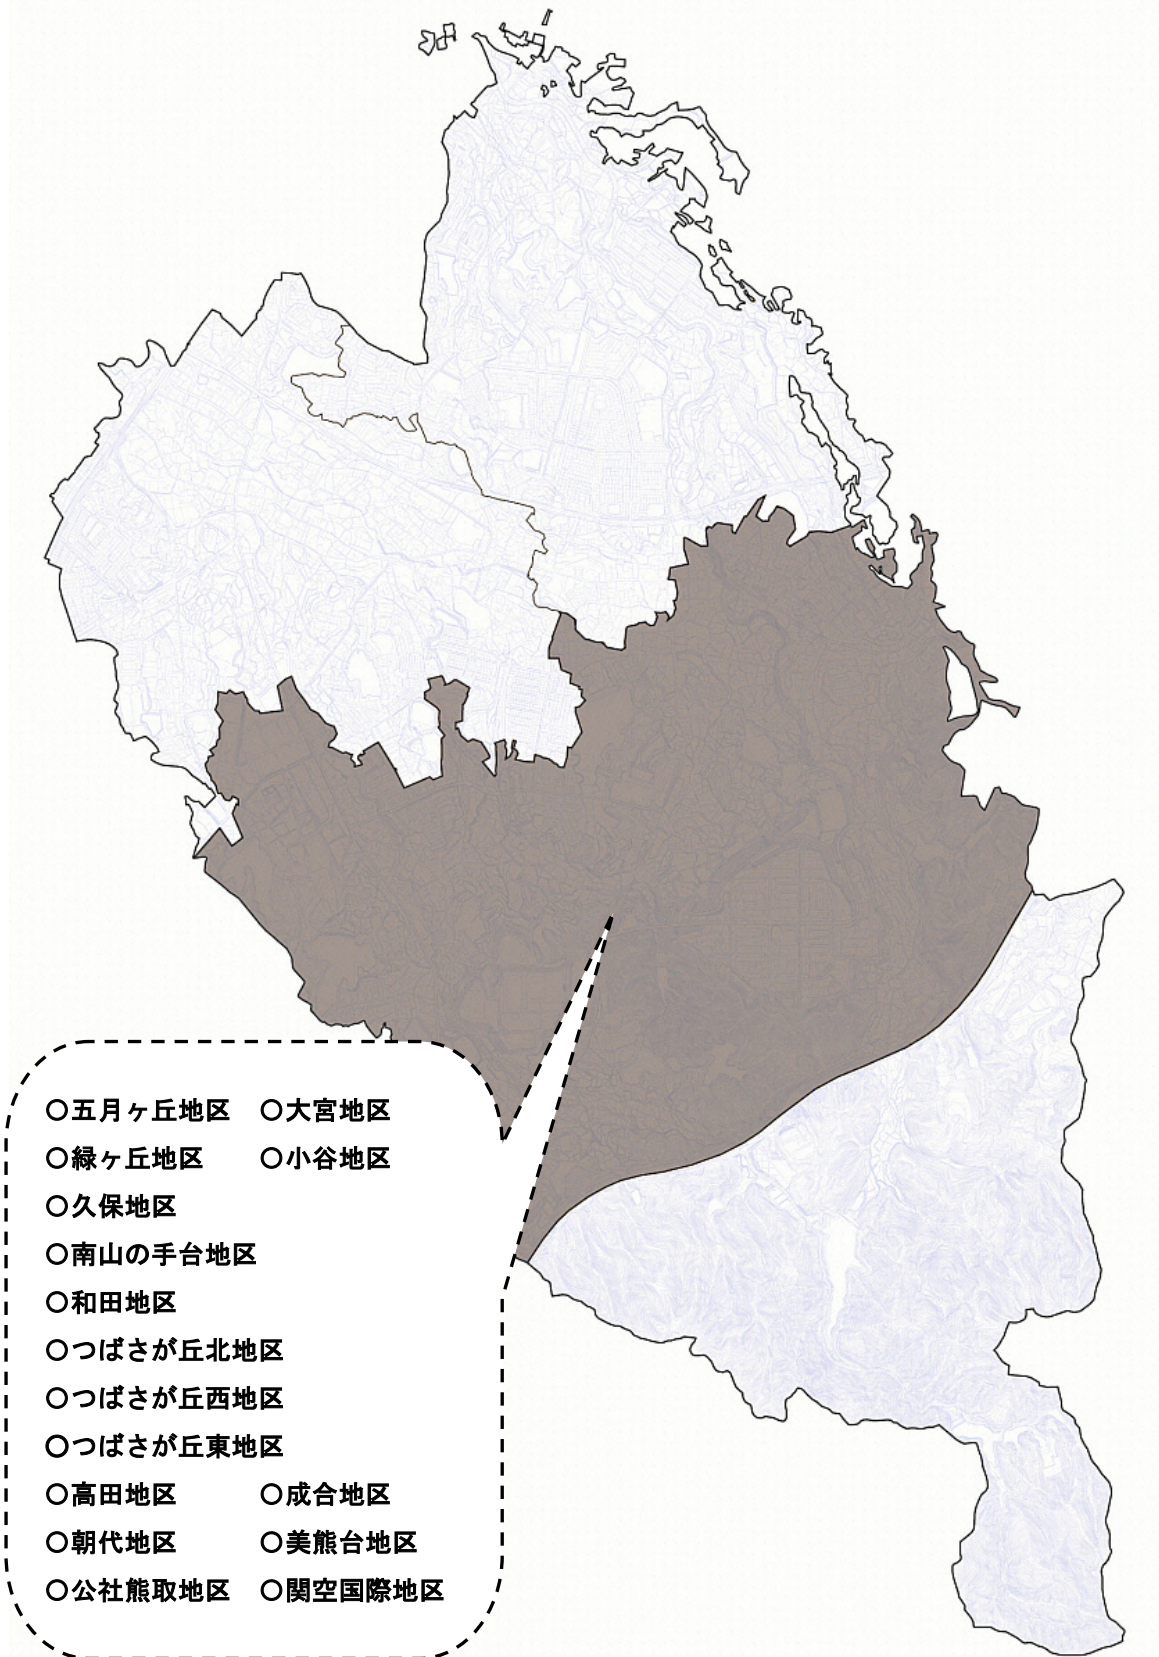 ○五月ヶ丘地区　○大宮地区
○緑ヶ丘地区　○小谷地区
○久保地区
○南山の手台地区
○和田地区
○つばさが丘北地区
○つばさが丘西地区
○つばさが丘東地区
○高田地区　○成合地区
○朝代地区　○美熊台地区
○公社熊取地区　○関空国際地区